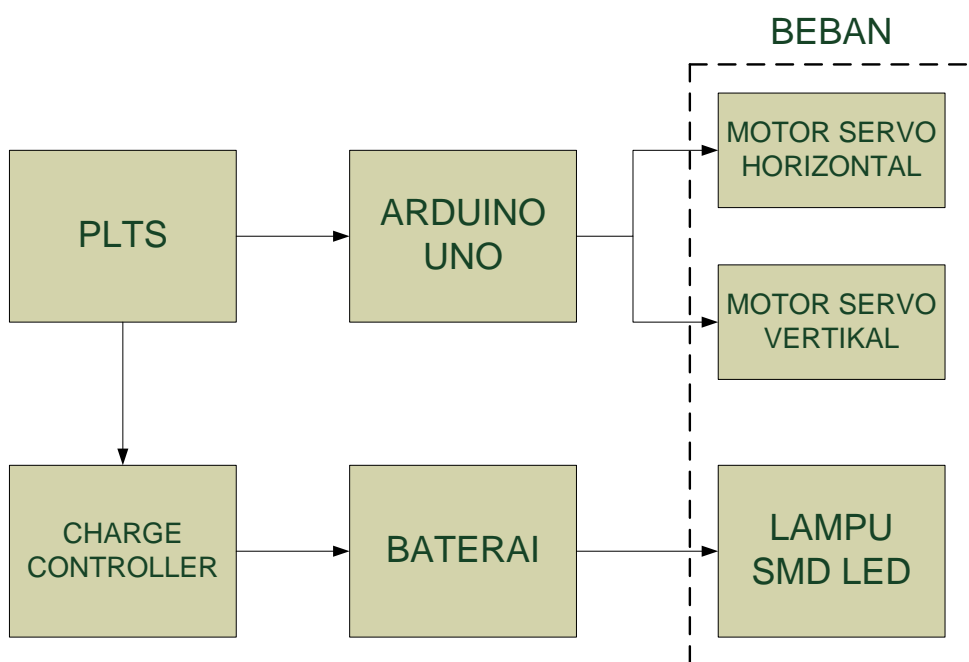 BEBAN
PLTS
ARDUINO
UNO
MOTOR SERVO
HORIZONTAL
MOTOR SERVO
VERTIKAL
CHARGE
CONTROLLER
BATERAI
LAMPU
SMD LED